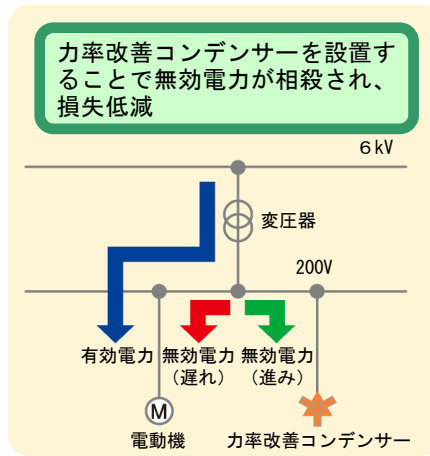 力率改善コンデンサーを設置す
ることで無効電力が相殺され、
損失低減
6kV
変圧器
200V
有効電力 無効電力 無効電力
(遅れ) (進み)
M
電動機 力率改善コンデンサー